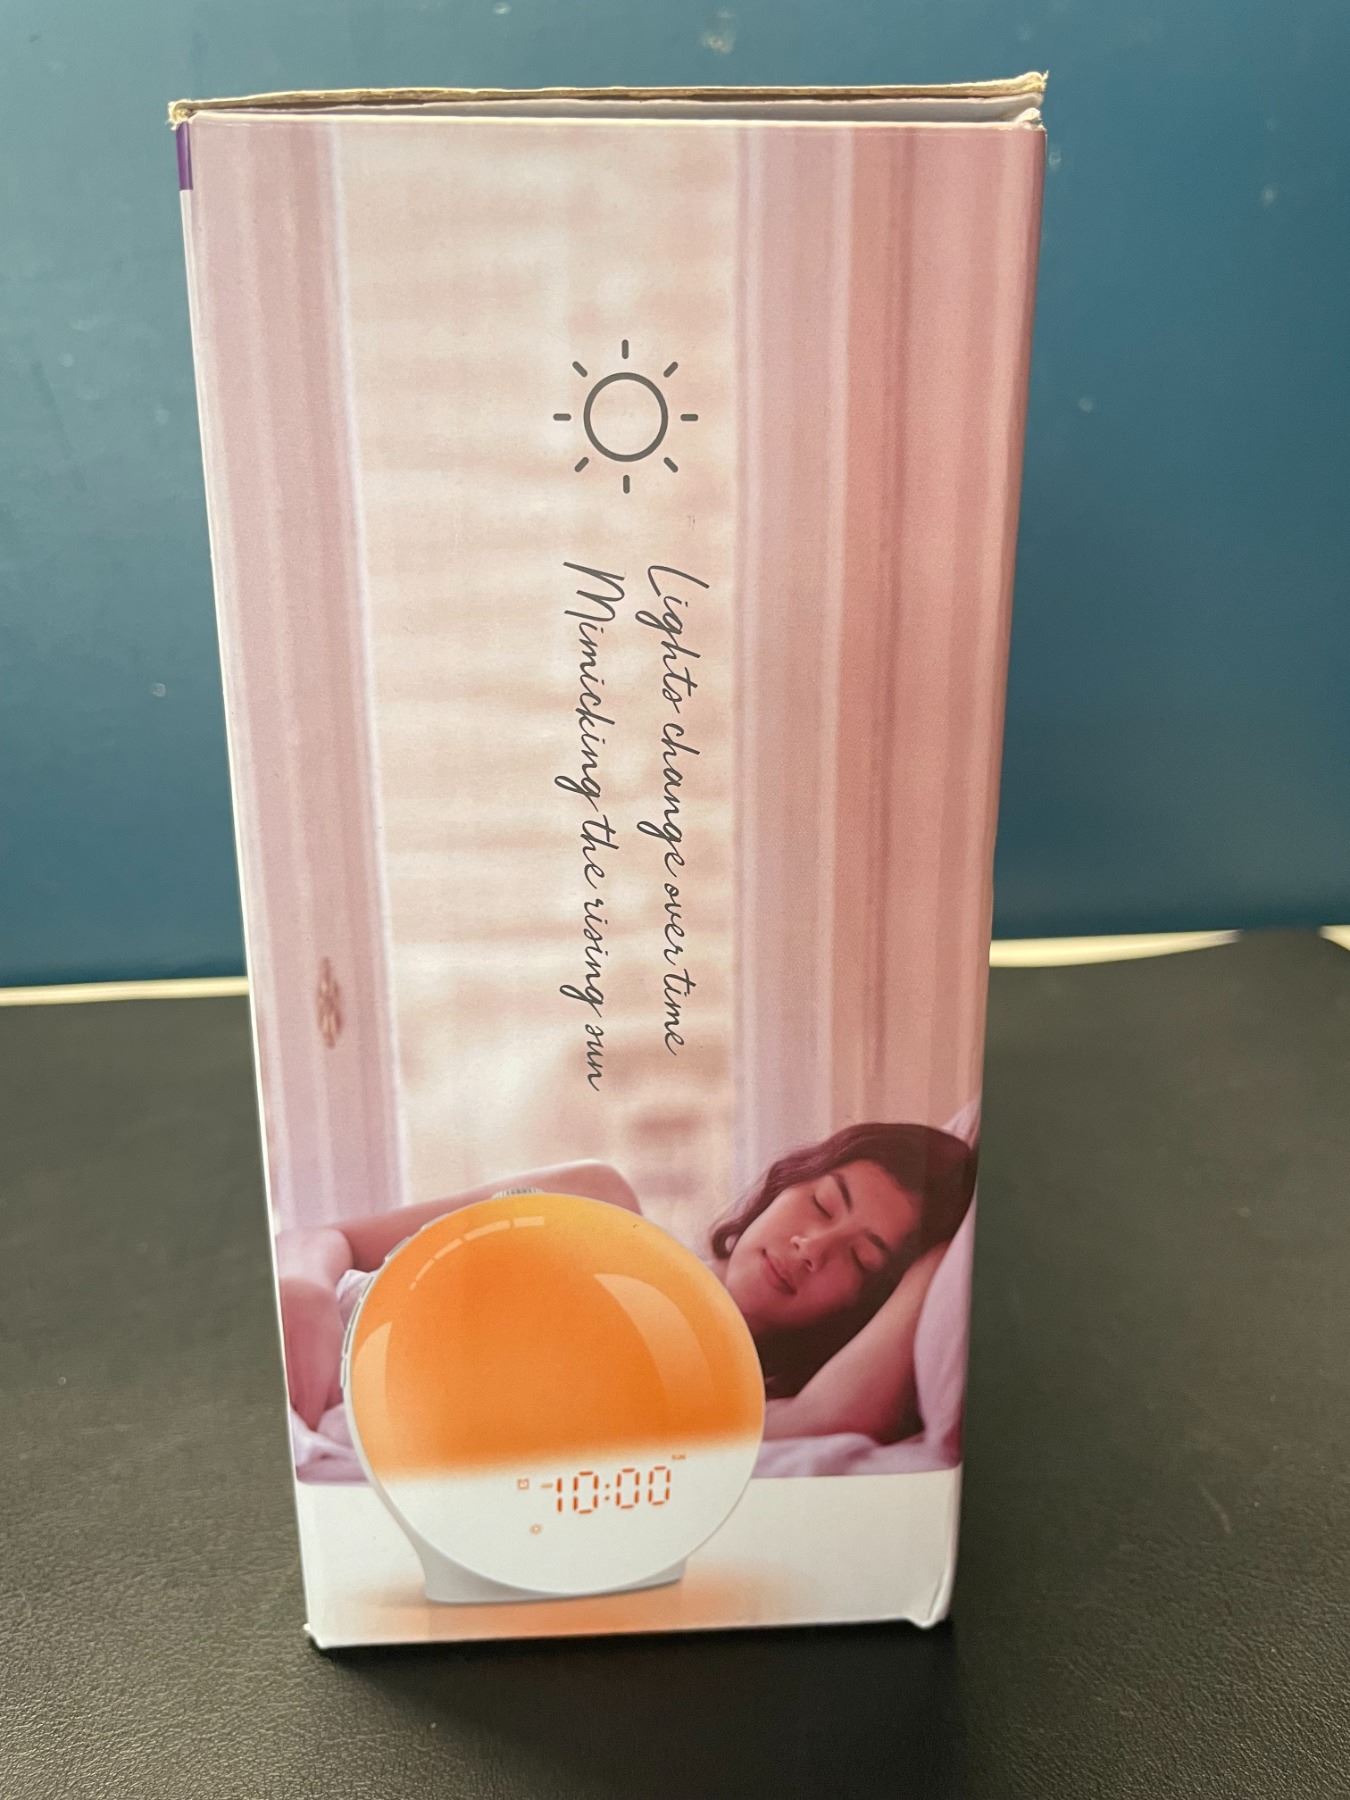 Lights change over time
Mimicking the rising sun
10:00